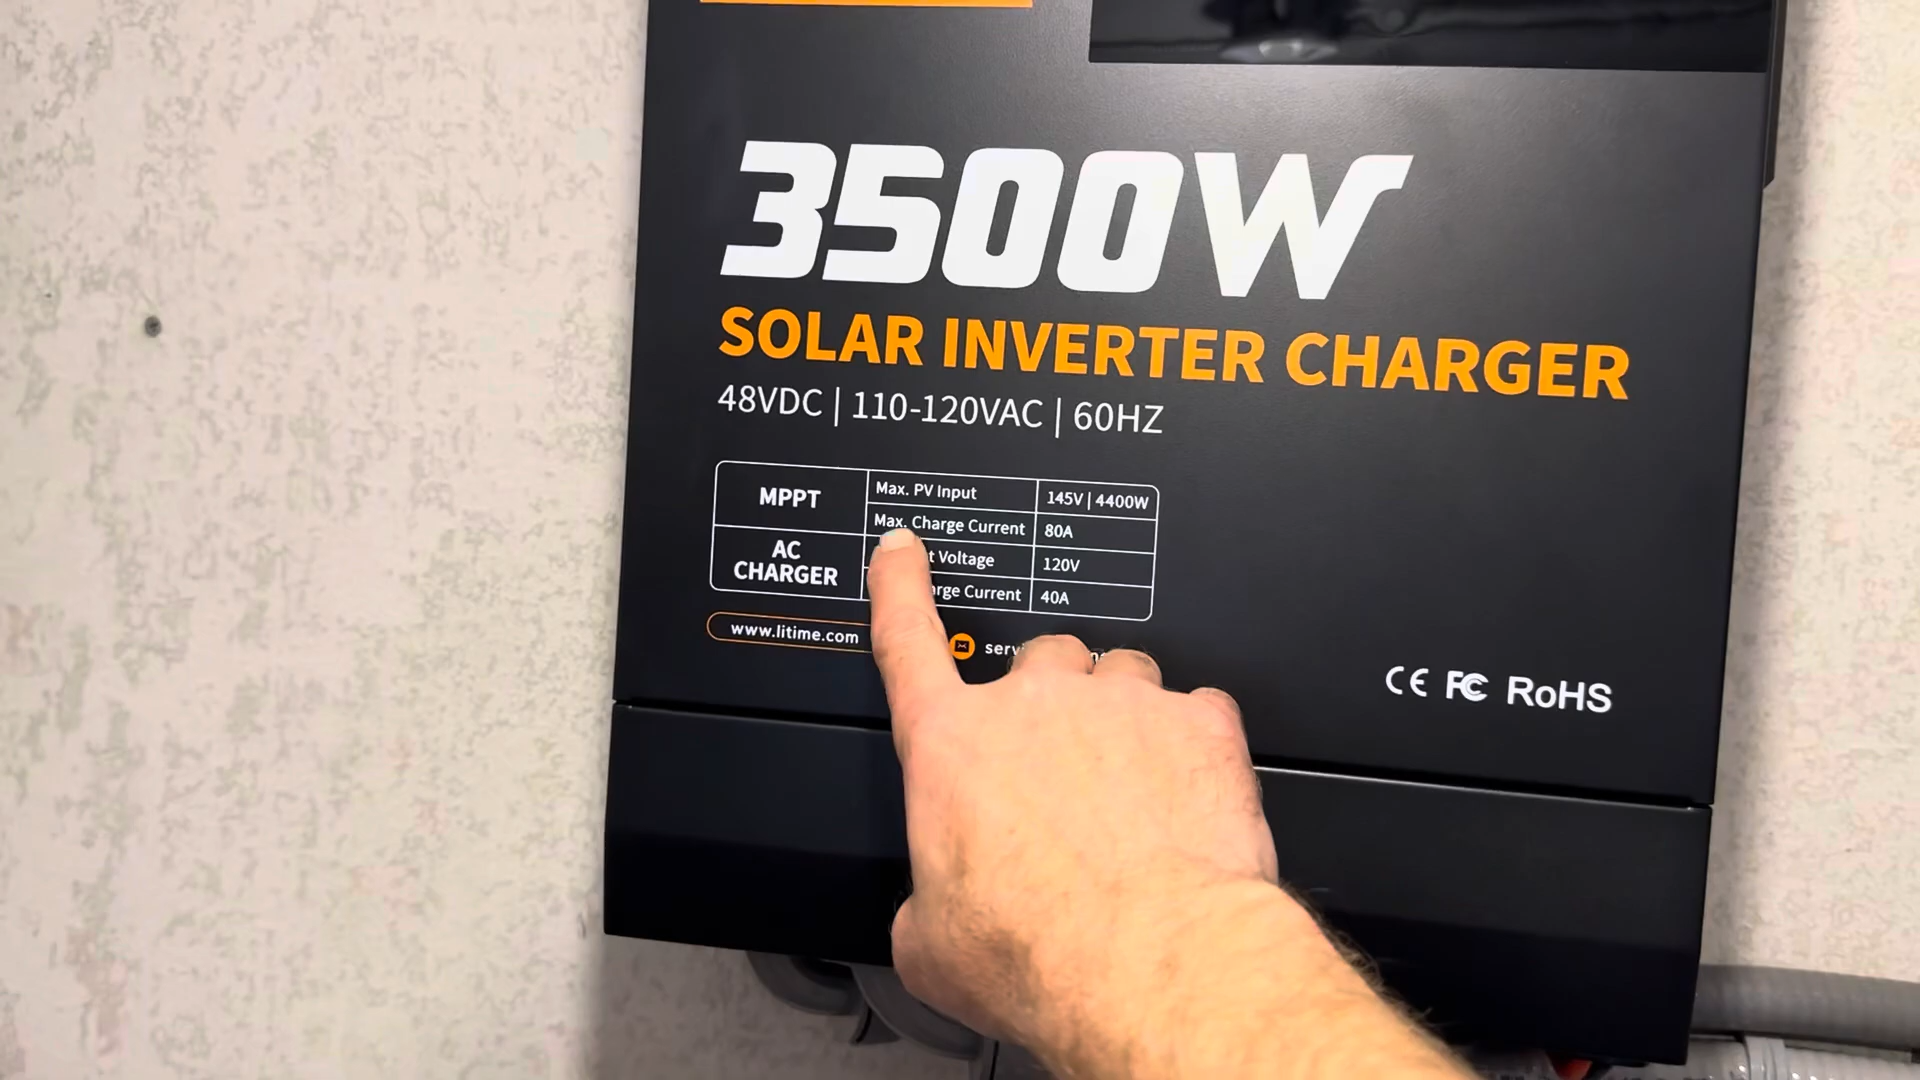 3500W
SOLAR INVERTER CHARGER
48VDC | 110-120VAC | 60HZ
MPPT
Max. PV Input
145V | 4400W
Max. Charge Current
80A
AC CHARGER
Voltage
120V
Current
40A
www.litime.com
CE FC RoHS